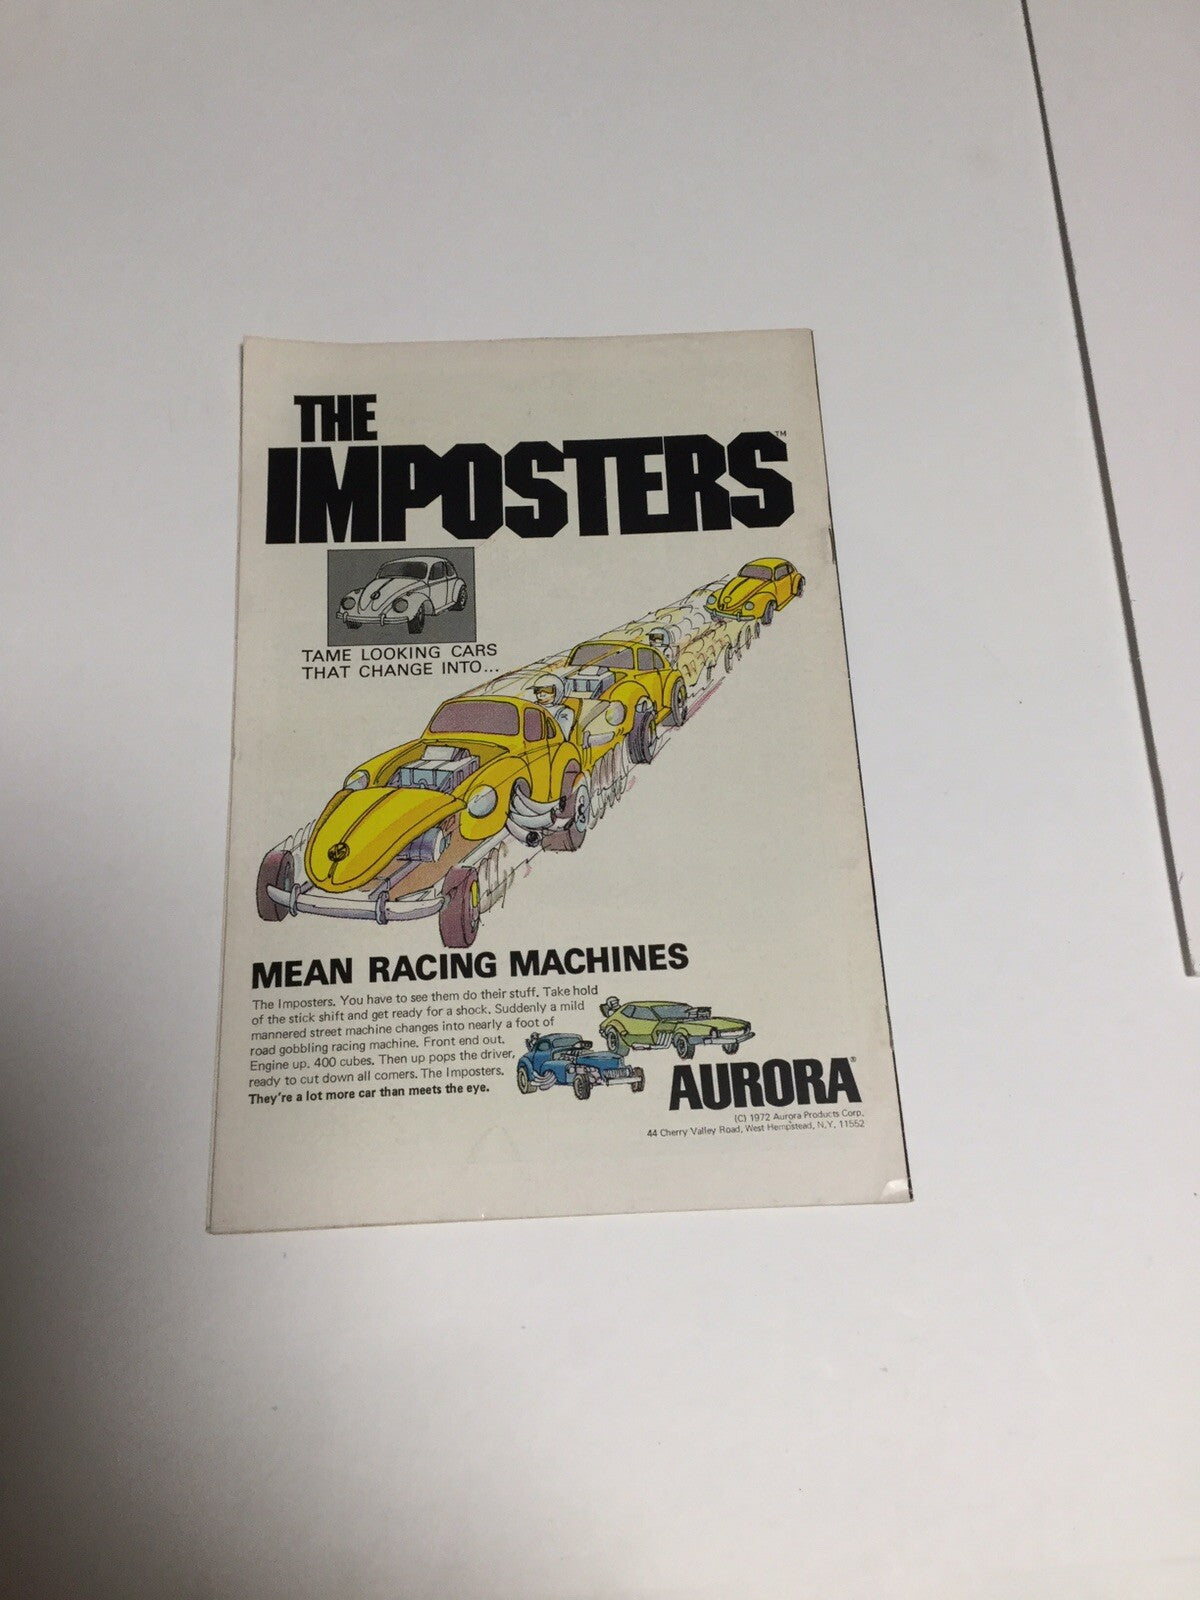 THE
IMPOSTERS™
TAME LOOKING CARS
THAT CHANGE INTO...
MEAN RACING MACHINES
The Imposters. You have to see them do their stuff. Take hold
of the stick shift and get ready for a shock. Suddenly a mild
mannered street machine changes into nearly a foot of
road gobbling racing machine. Front end out.
Engine up. 400 cubes. Then up pops the driver,
ready to cut down all comers. The Imposters.
They're a lot more car than meets the eye.
AURORA®
(C) 1972 Aurora Products Corp.
44 Cherry Valley Road, West Hempstead, N.Y. 11552